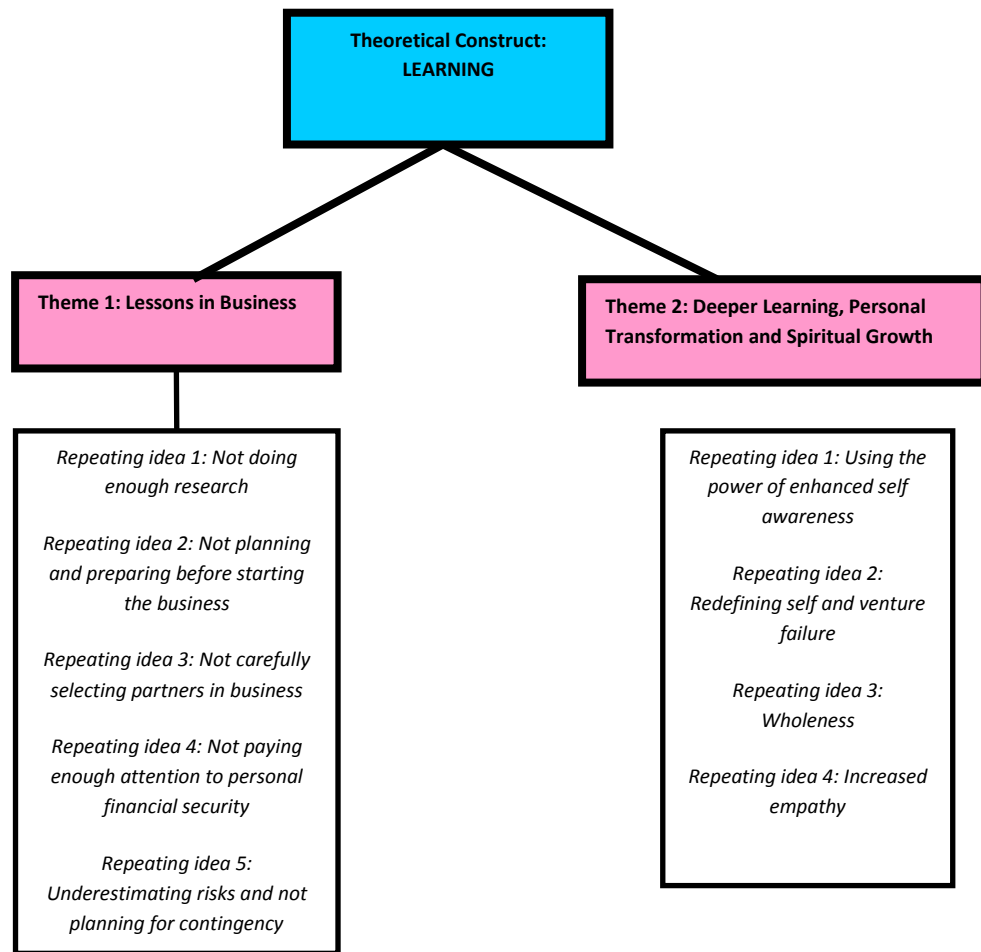 Theoretical Construct:
LEARNING
Theme 1: Lessons in Business
Theme 2: Deeper Learning, Personal
Transformation and Spiritual Growth
Repeating idea 1: Not doing
enough research
Repeating idea 2: Not planning
and preparing before starting
the business
Repeating idea 3: Not carefully
selecting partners in business
Repeating idea 4: Not paying
enough attention to personal
financial security
Repeating idea 5:
Underestimating risks and not
planning for contingency
Repeating idea 1: Using the
power of enhanced self
awareness
Repeating idea 2:
Redefining self and venture
failure
Repeating idea 3:
Wholeness
Repeating idea 4: Increased
empathy